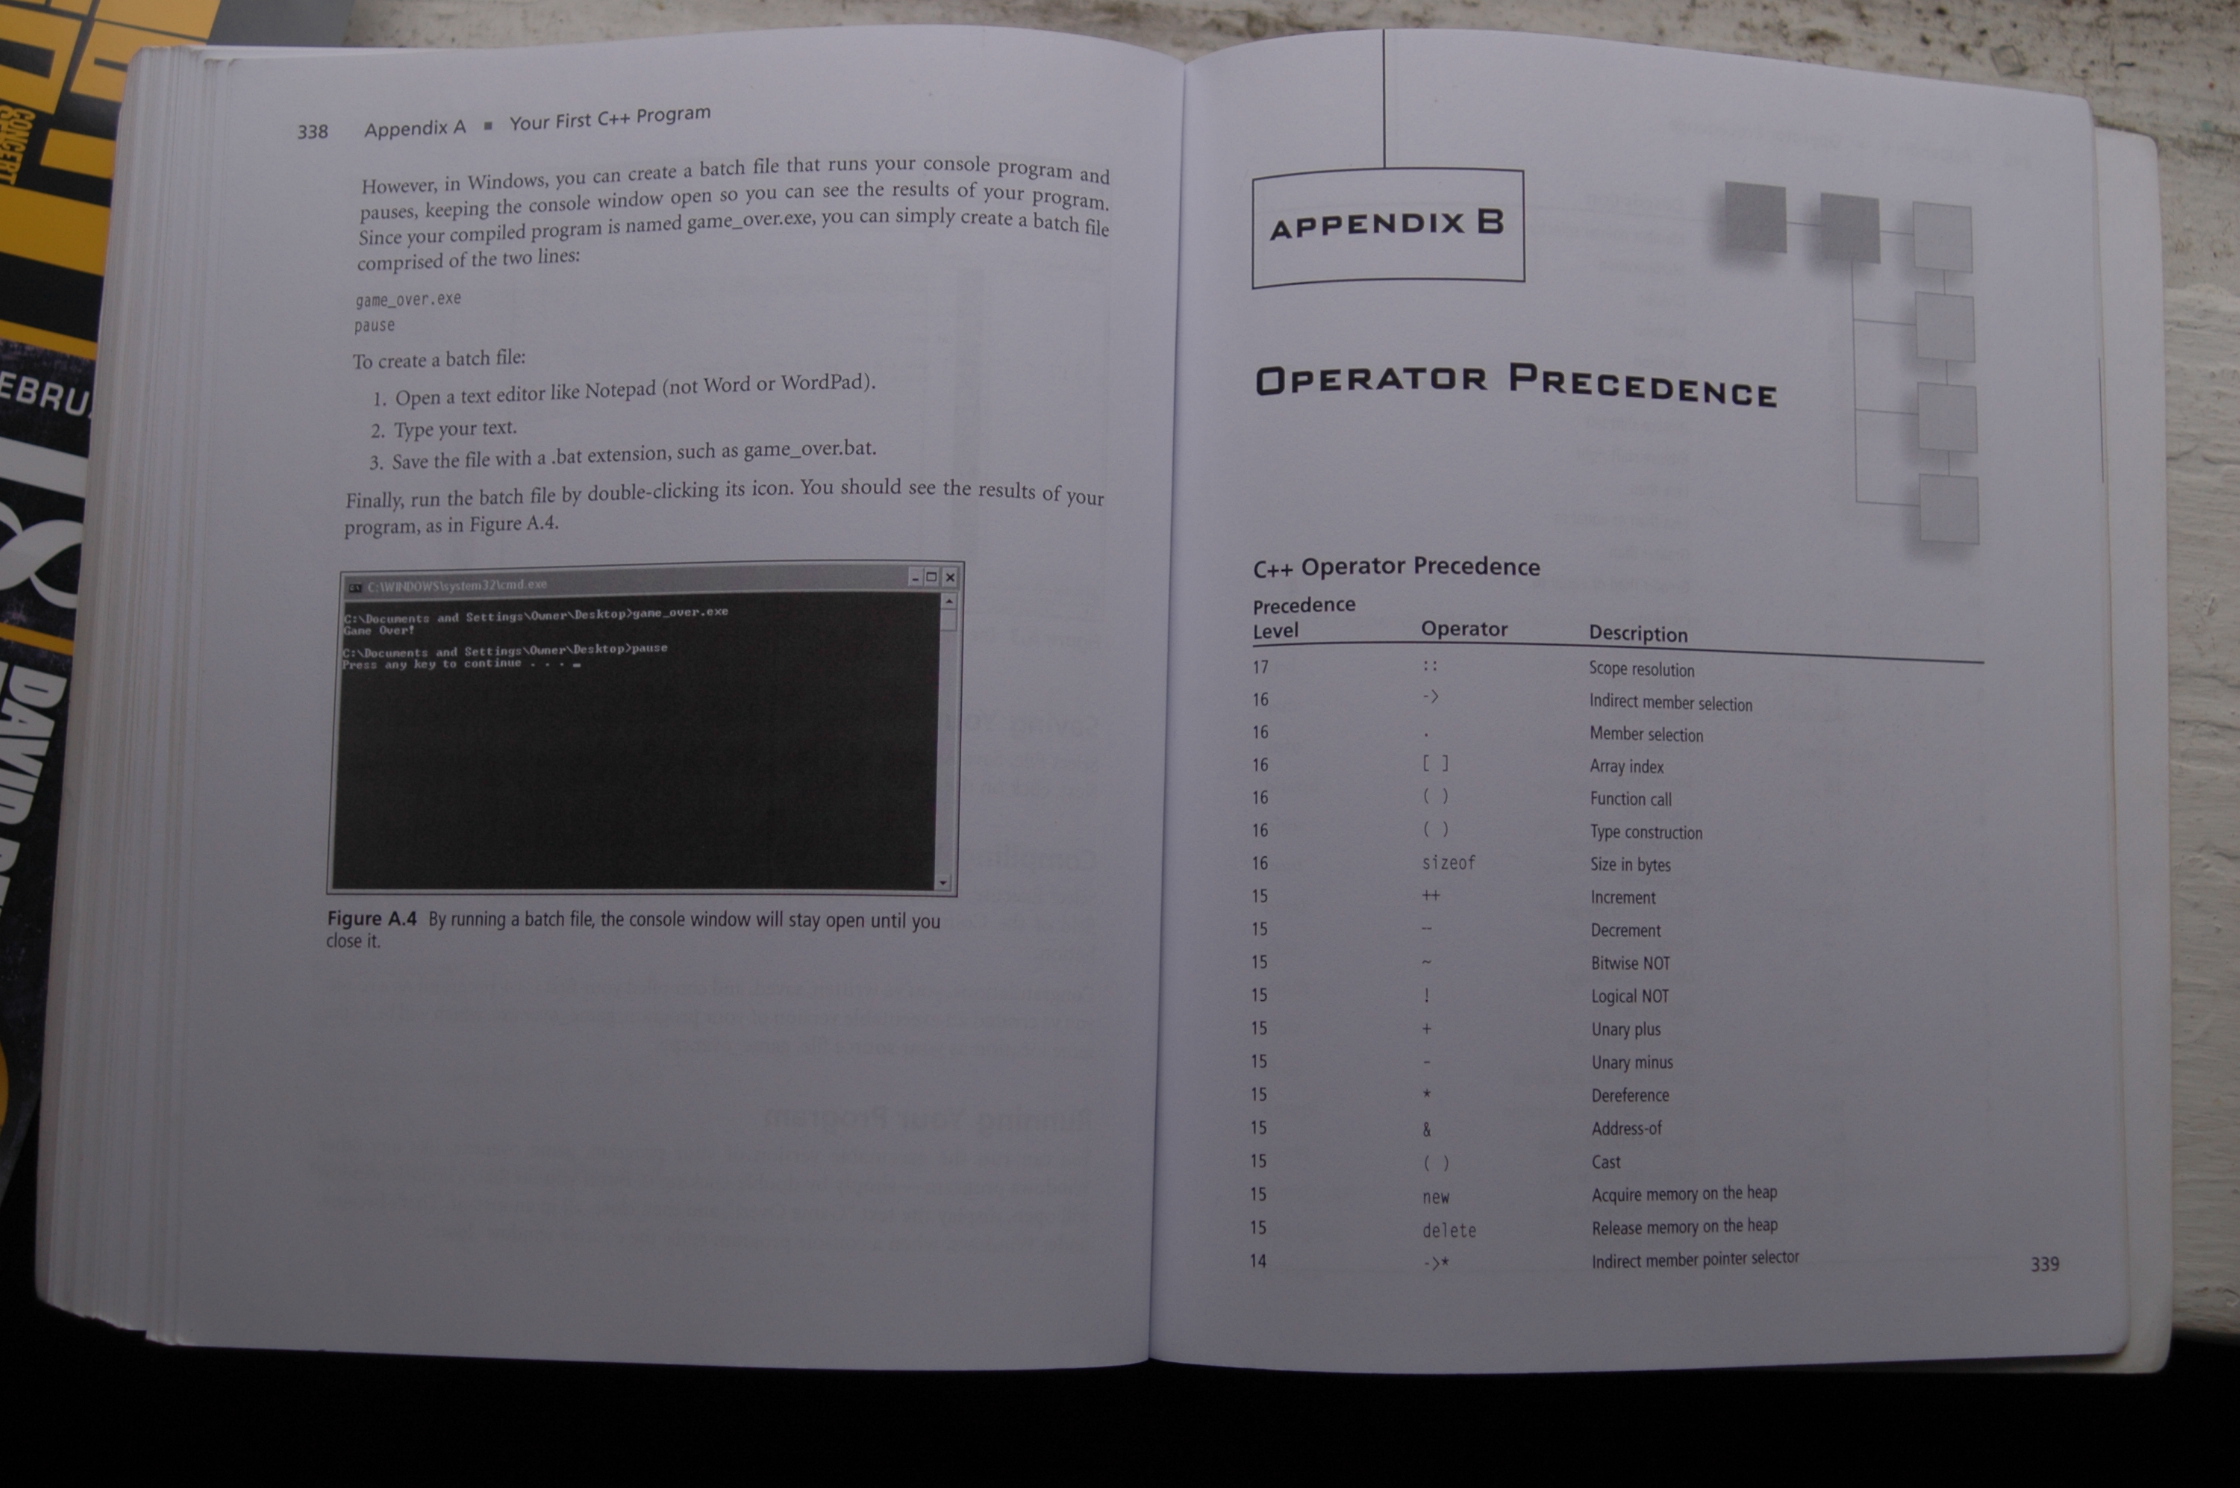 338 Appendix A ■ Your First C++ Program
However, in Windows, you can create a batch file that runs your console program and
pauses, keeping the console window open so you can see the results of your program.
Since your compiled program is named game_over.exe, you can simply create a batch file
comprised of the two lines:
game_over.exe
pause
To create a batch file:
1. Open a text editor like Notepad (not Word or WordPad).
2. Type your text.
3. Save the file with a .bat extension, such as game_over.bat.
Finally, run the batch file by double-clicking its icon. You should see the results of your
program, as in Figure A.4.
C:\WINDOWS\system32\cmd.exe
C:\Documents and Settings\Owner\Desktop>game_over.exe
Game Over!
C:\Documents and Settings\Owner\Desktop>pause
Press any key to continue . . . _
Figure A.4 By running a batch file, the console window will stay open until you
close it.
APPENDIX B
OPERATOR PRECEDENCE
C++ Operator Precedence
Precedence
Level Operator Description
17 :: Scope resolution
16 -> Indirect member selection
16 . Member selection
16 [ ] Array index
16 ( ) Function call
16 ( ) Type construction
16 sizeof Size in bytes
15 ++ Increment
15 -- Decrement
15 ~ Bitwise NOT
15 ! Logical NOT
15 + Unary plus
15 - Unary minus
15 * Dereference
15 & Address-of
15 ( ) Cast
15 new Acquire memory on the heap
15 delete Release memory on the heap
14 ->* Indirect member pointer selector
339
DAVID
EBRU
CONCERT